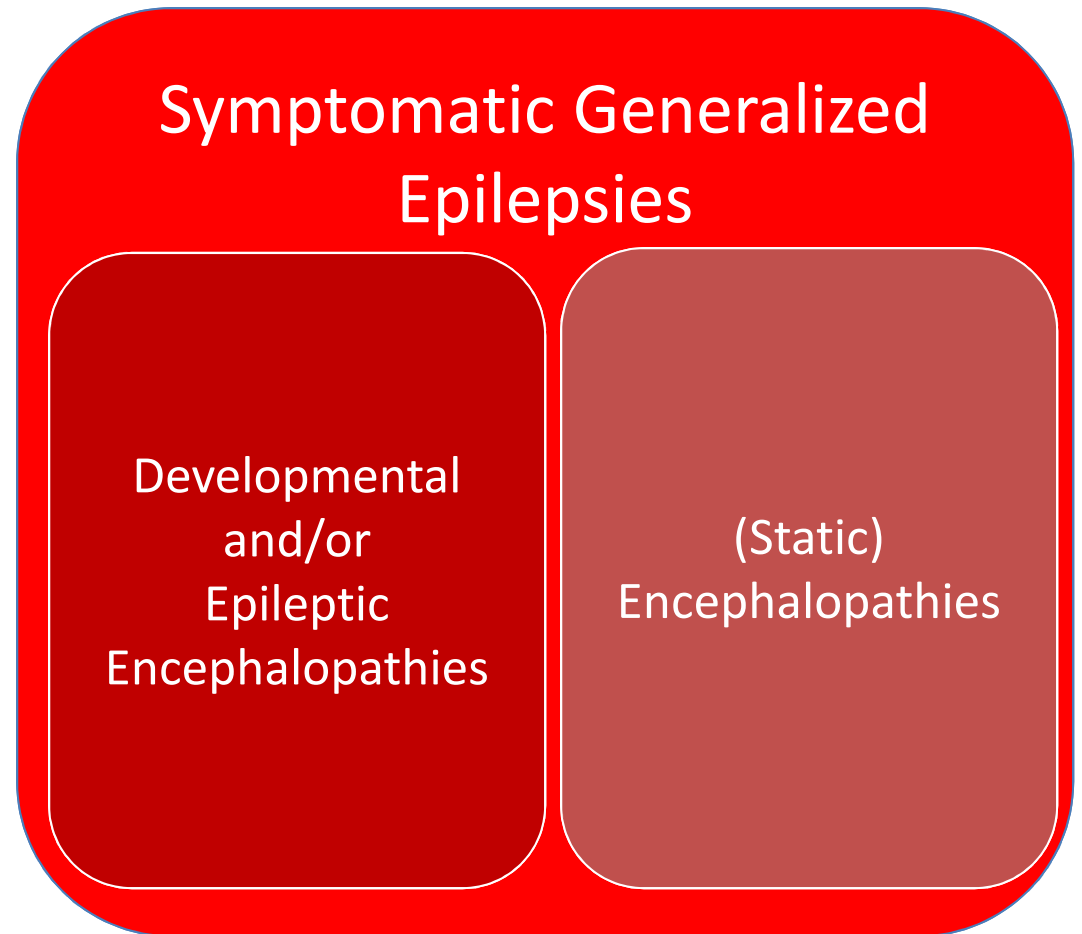 Symptomatic Generalized
Epilepsies
Developmental
and/or
Epileptic
Encephalopathies
(Static)
Encephalopathies